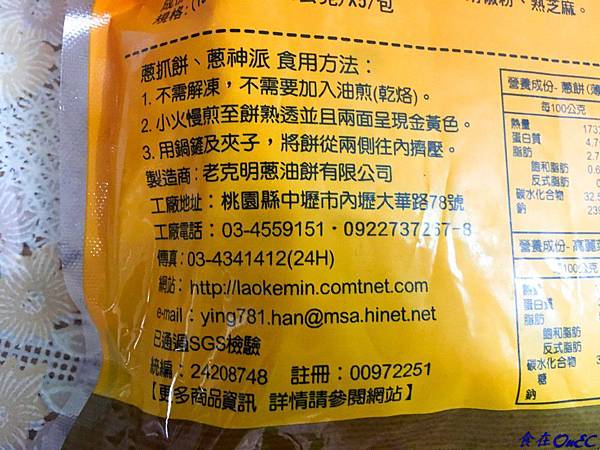 蔥抓餅、蔥神派 食用方法：
1. 不需解凍，不需要加入油煎(乾烙)。
2. 小火慢煎至餅熟透並且兩面呈現金黃色。
3. 用鍋鏟及夾子，將餅從兩側往內擠壓。
製造商：老克明蔥油餅有限公司
工廠地址：桃園縣中壢市內壢大華路78號
工廠電話：03-4559151・0922737267-8
傳真：03-4341412(24H)
網站：http://laokemin.comtnet.com
e-mail：ying781.han@msa.hinet.net
已通過SGS檢驗
統編：24208748 註冊：00972251
【更多商品資訊 詳情請參閱網站】
營養成份- 蔥餅(薄
每100公克
熱量
蛋白質
脂肪
飽和脂肪
反式脂肪
碳水化合物
鈉
營養成份-
100公克
熱
蛋白質
脂肪
飽和脂肪
反式脂肪
碳水化合物
糖
鈉
食在OnEC